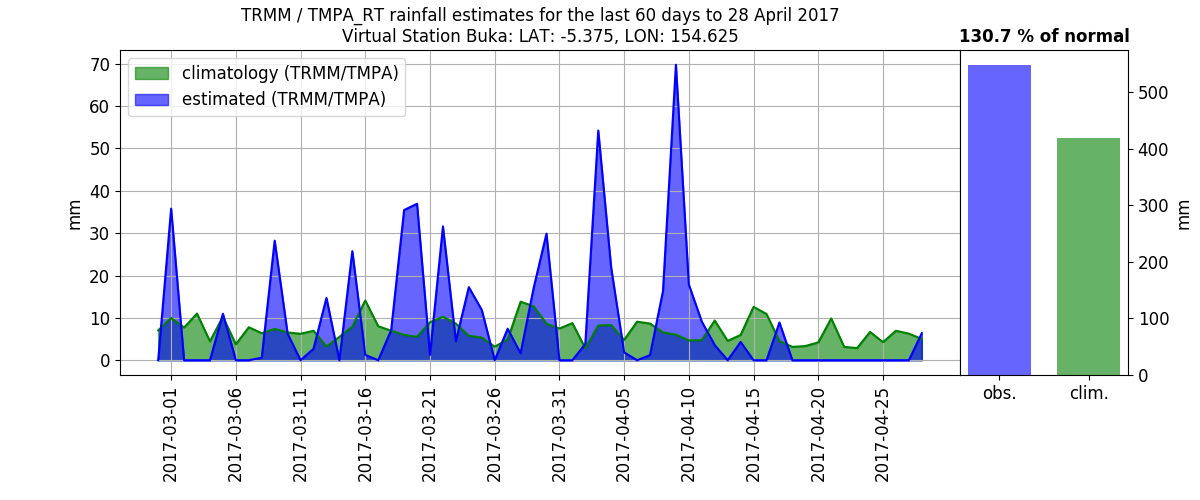 TRMM / TMPA_RT rainfall estimates for the last 60 days to 28 April 2017
Virtual Station Buka: LAT: -5.375, LON: 154.625
130.7 % of normal
climatology (TRMM/TMPA)
estimated (TRMM/TMPA)
70
60
50
40
30
20
10
0
mm
2017-03-01
2017-03-06
2017-03-11
2017-03-16
2017-03-21
2017-03-26
2017-03-31
2017-04-05
2017-04-10
2017-04-15
2017-04-20
2017-04-25
500
400
300
200
100
0
mm
obs.
clim.